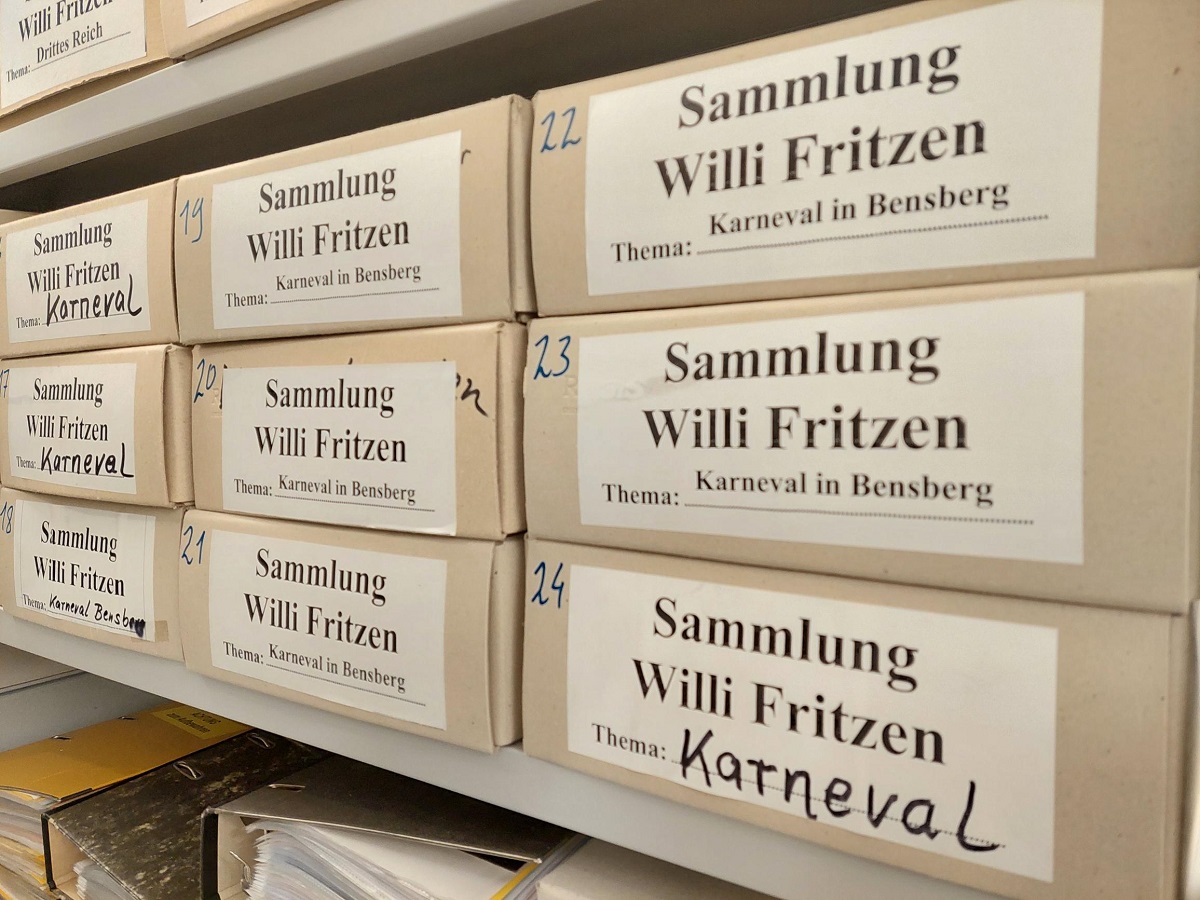 Willi Fritzen
Drittes Reich
Thema:
Sammlung
Willi Fritzen
Karneval
Thema:
17
Sammlung
Willi Fritzen
Karneval
Thema:
18
Sammlung
Willi Fritzen
Thema: Karneval Bensberg
19
Sammlung
Willi Fritzen
Karneval in Bensberg
Thema:
20
Sammlung
Willi Fritzen
Karneval in Bensberg
Thema:
21
Sammlung
Willi Fritzen
Karneval in Bensberg
Thema:
22
Sammlung
Willi Fritzen
Karneval in Bensberg
Thema:
23
Sammlung
Willi Fritzen
Karneval in Bensberg
Thema:
24
Sammlung
Willi Fritzen
Thema: Karneval